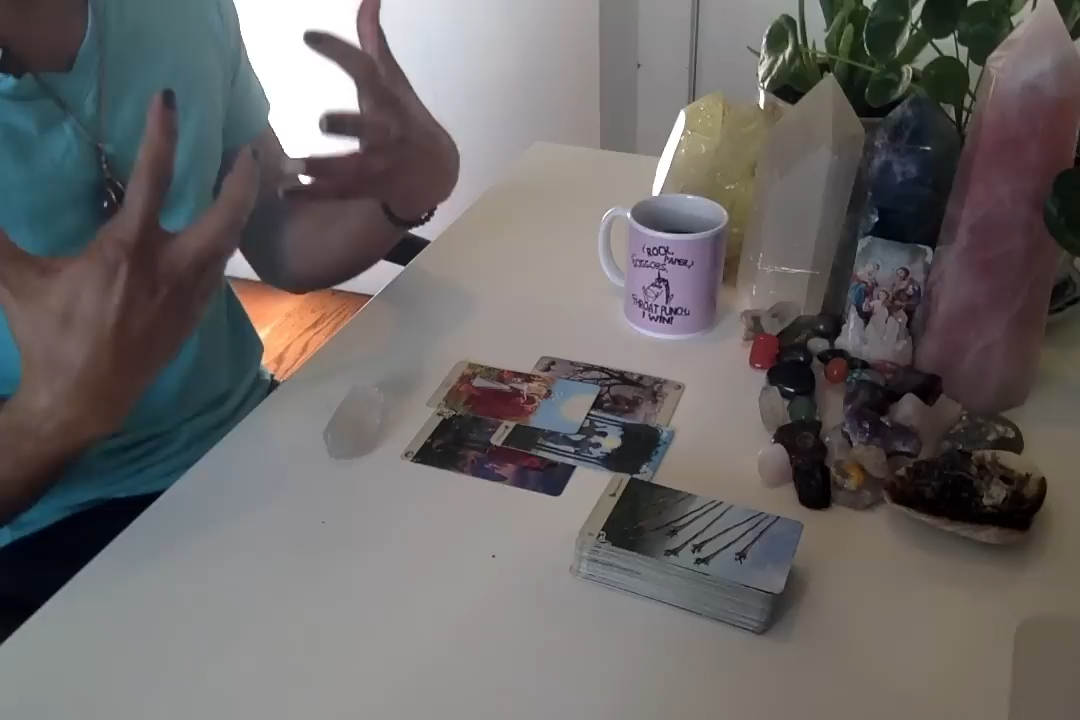 ROCK,
PAPER,
SCISSORS,
THROAT PUNCH,
I WIN!